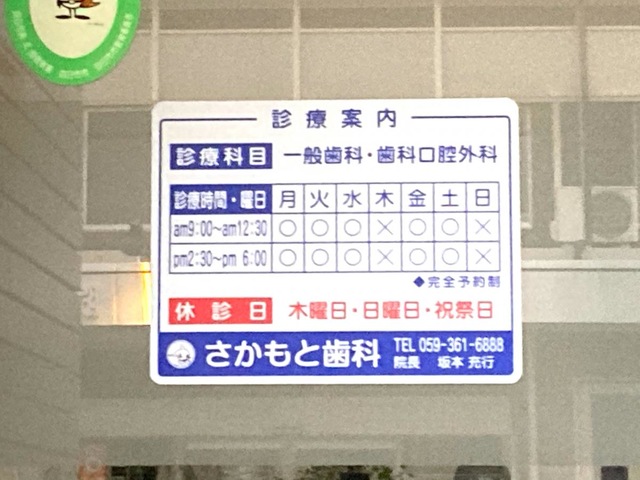 診療案内
診療科目 一般歯科・歯科口腔外科
診療時間・曜日 月 火 水 木 金 土 日
am9:00～am12:30 ○ ○ ○ × ○ ○ ×
pm2:30～pm 6:00 ○ ○ ○ × ○ ○ ×
◆完全予約制
休診日 木曜日・日曜日・祝祭日
さかもと歯科 TEL 059-361-6888
院長 坂本 充行